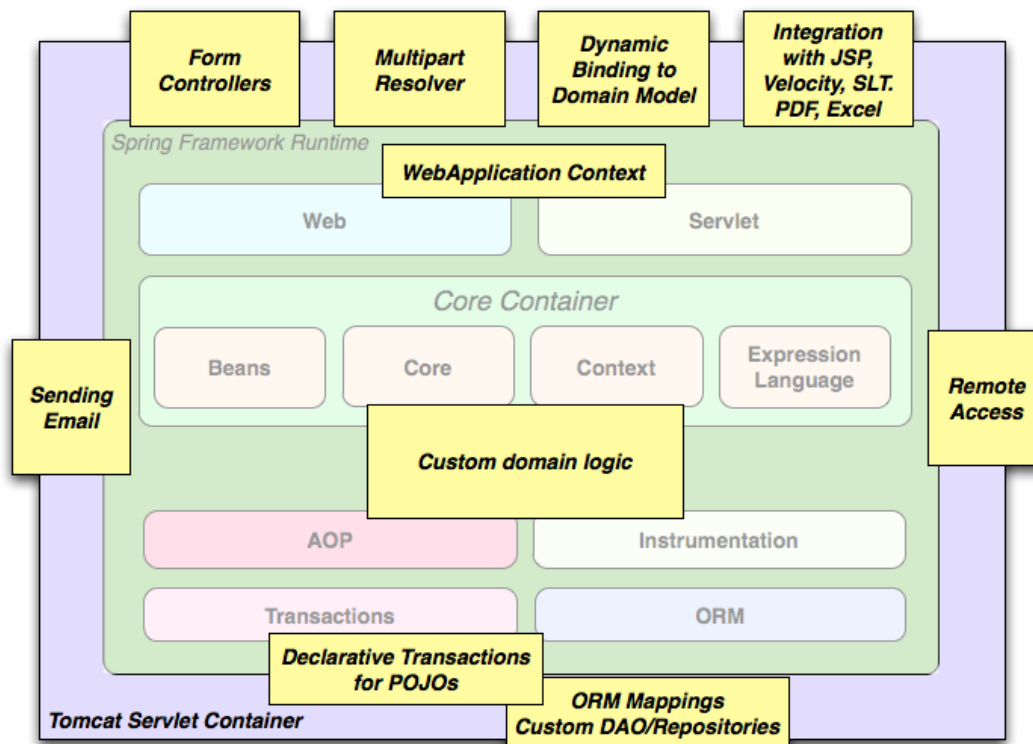 Form
Controllers
Multipart
Resolver
Dynamic
Binding to
Domain Model
Integration
with JSP,
Velocity, SLT.
PDF, Excel
Spring Framework Runtime
WebApplication Context
Web
Servlet
Core Container
Beans
Core
Context
Expression
Language
Sending
Email
Remote
Access
Custom domain logic
AOP
Instrumentation
Transactions
ORM
Declarative Transactions
for POJOs
ORM Mappings
Custom DAO/Repositories
Tomcat Servlet Container